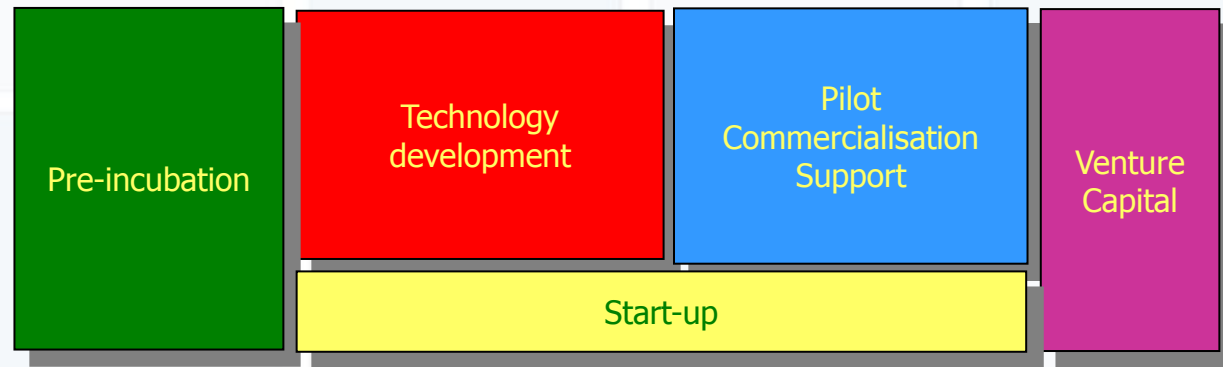 Pre-incubation
Technology
development
Pilot
Commercialisation
Support
Venture
Capital
Start-up